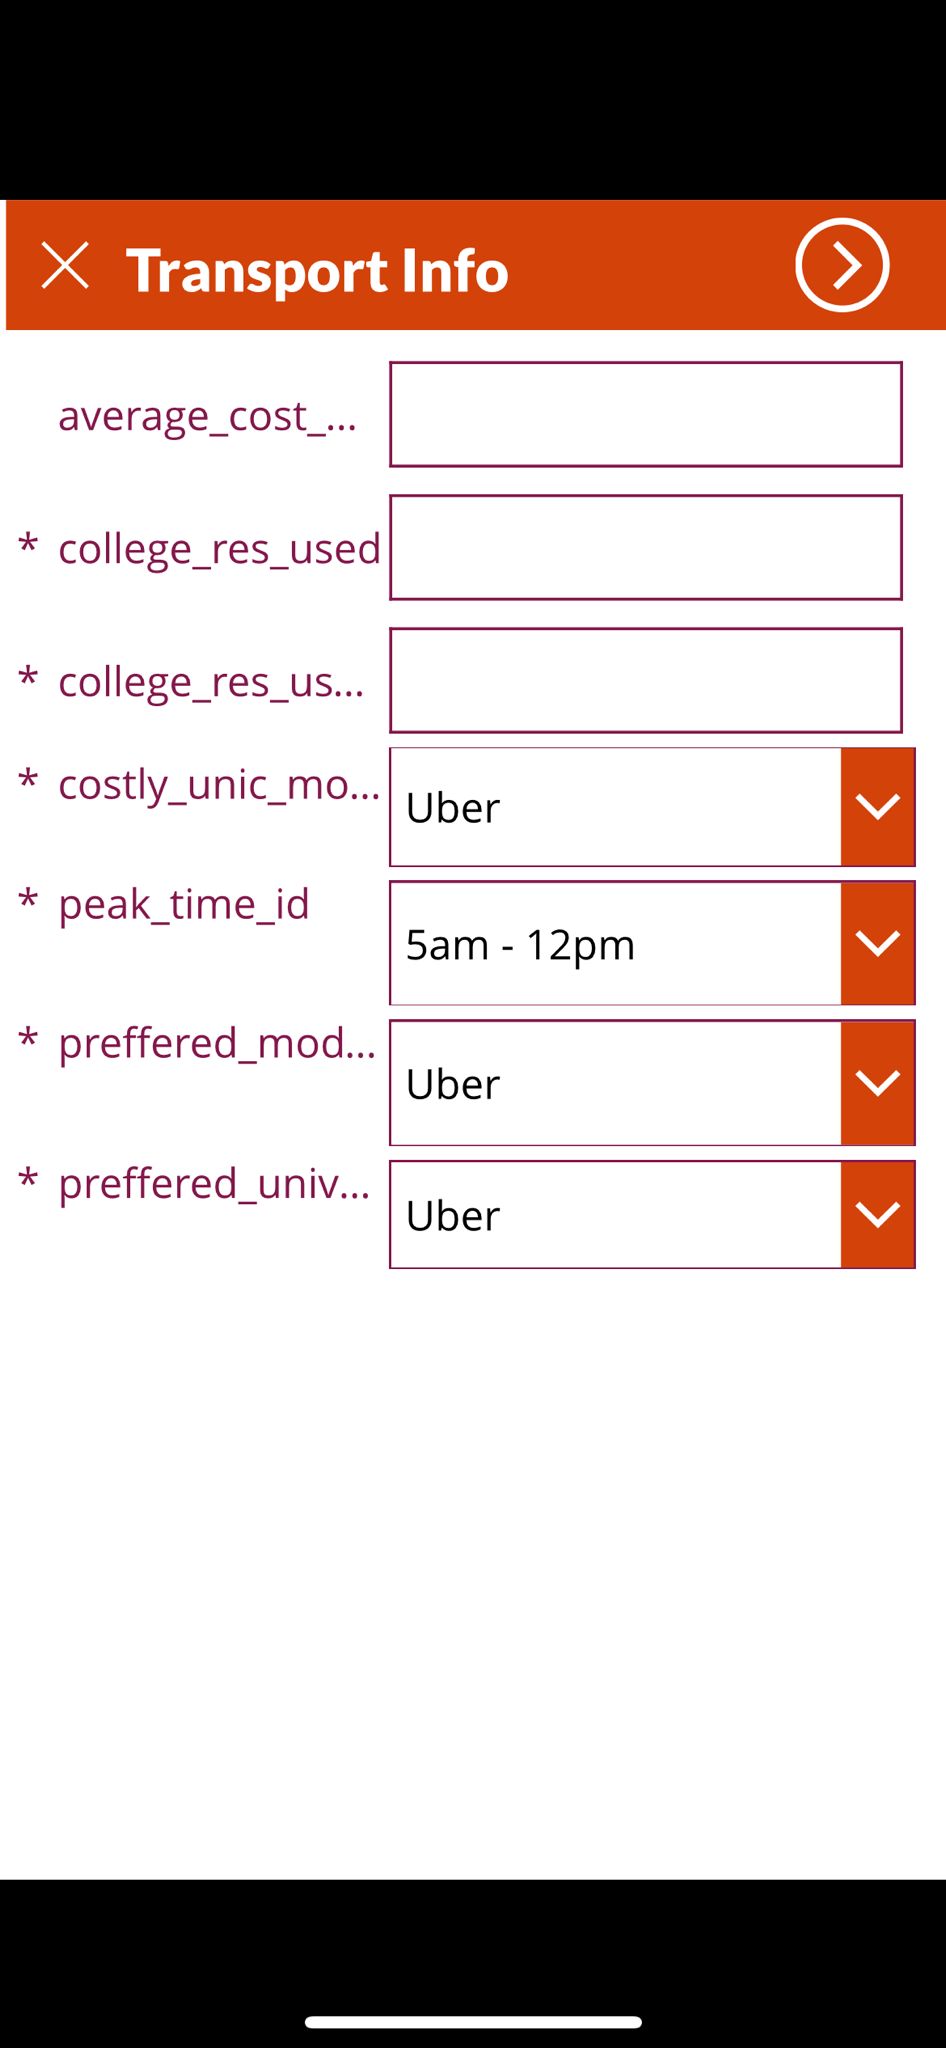 Transport Info
average_cost_...
* college_res_used
* college_res_us...
* costly_unic_mo...
Uber
* peak_time_id
5am - 12pm
* preffered_mod...
Uber
* preffered_univ...
Uber